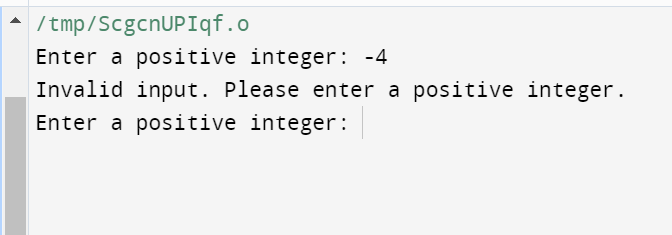 /tmp/ScgcnUPIqf.o
Enter a positive integer: -4
Invalid input. Please enter a positive integer.
Enter a positive integer: